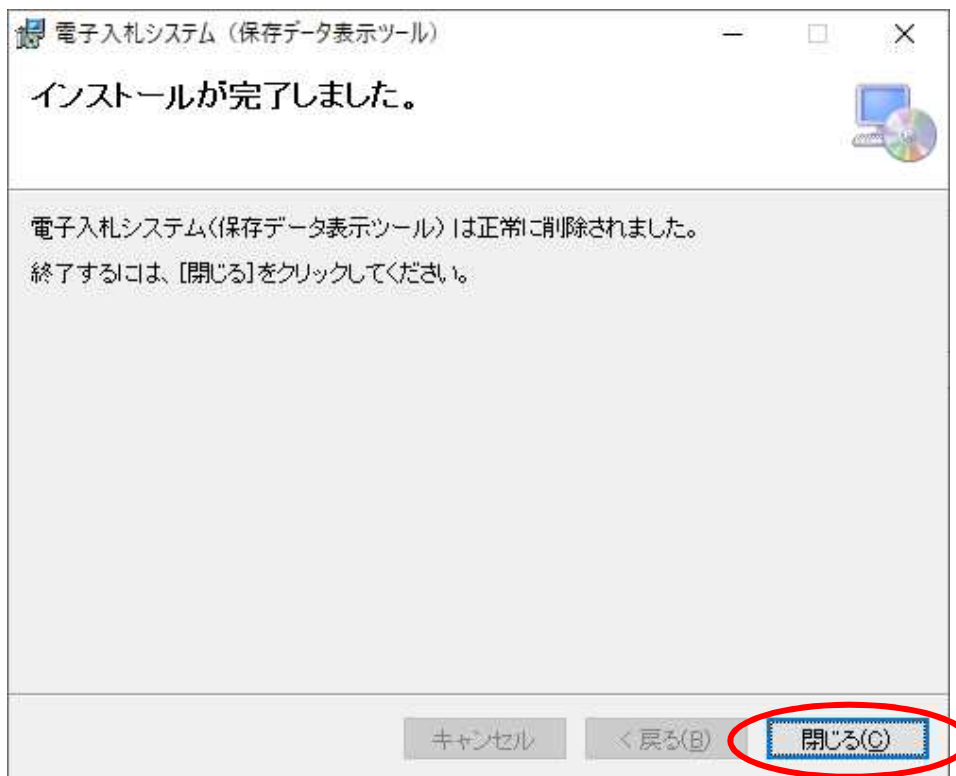 電子入札システム（保存データ表示ツール）
インストールが完了しました。
電子入札システム(保存データ表示ツール) は正常に削除されました。
終了するには、[閉じる]をクリックしてください。
キャンセル
< 戻る(B)
閉じる(C)